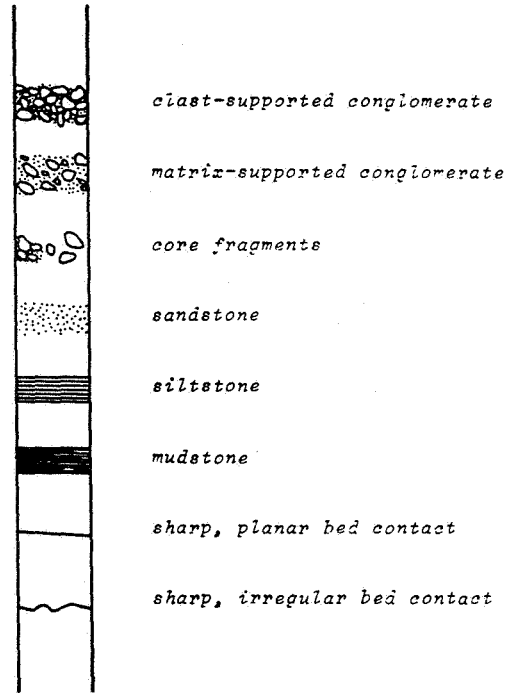 clast-supported conglomerate
matrix-supported conglomerate
core fragments
sandstone
siltstone
mudstone
sharp, planar bed contact
sharp, irregular bed contact